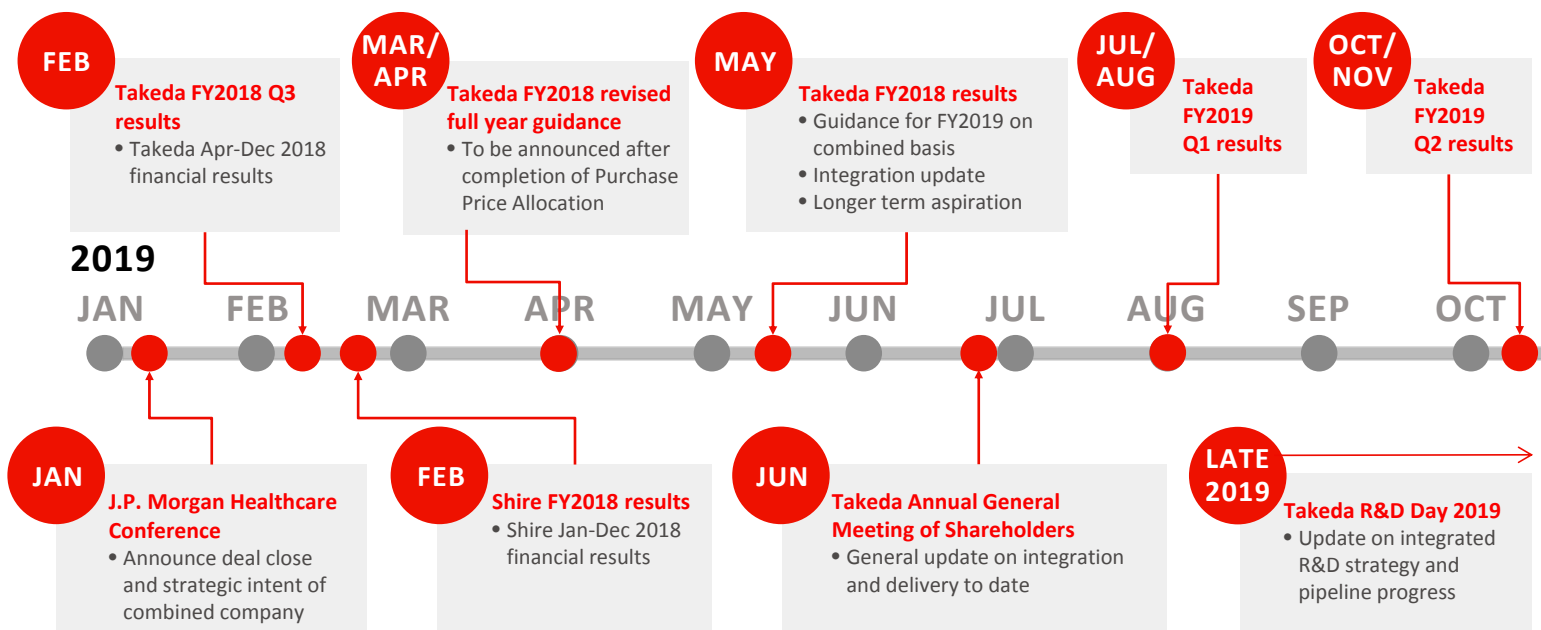 FEB
Takeda FY2018 Q3
results
• Takeda Apr-Dec 2018
financial results
MAR/
APR
Takeda FY2018 revised
full year guidance
• To be announced after
completion of Purchase
Price Allocation
MAY
Takeda FY2018 results
• Guidance for FY2019 on
combined basis
• Integration update
• Longer term aspiration
JUL/
AUG
Takeda
FY2019
Q1 results
OCT/
NOV
Takeda
FY2019
Q2 results
2019
JAN FEB MAR APR MAY JUN JUL AUG SEP OCT
JAN
J.P. Morgan Healthcare
Conference
• Announce deal close
and strategic intent of
combined company
FEB
Shire FY2018 results
• Shire Jan-Dec 2018
financial results
JUN
Takeda Annual General
Meeting of Shareholders
• General update on integration
and delivery to date
LATE
2019
Takeda R&D Day 2019
• Update on integrated
R&D strategy and
pipeline progress